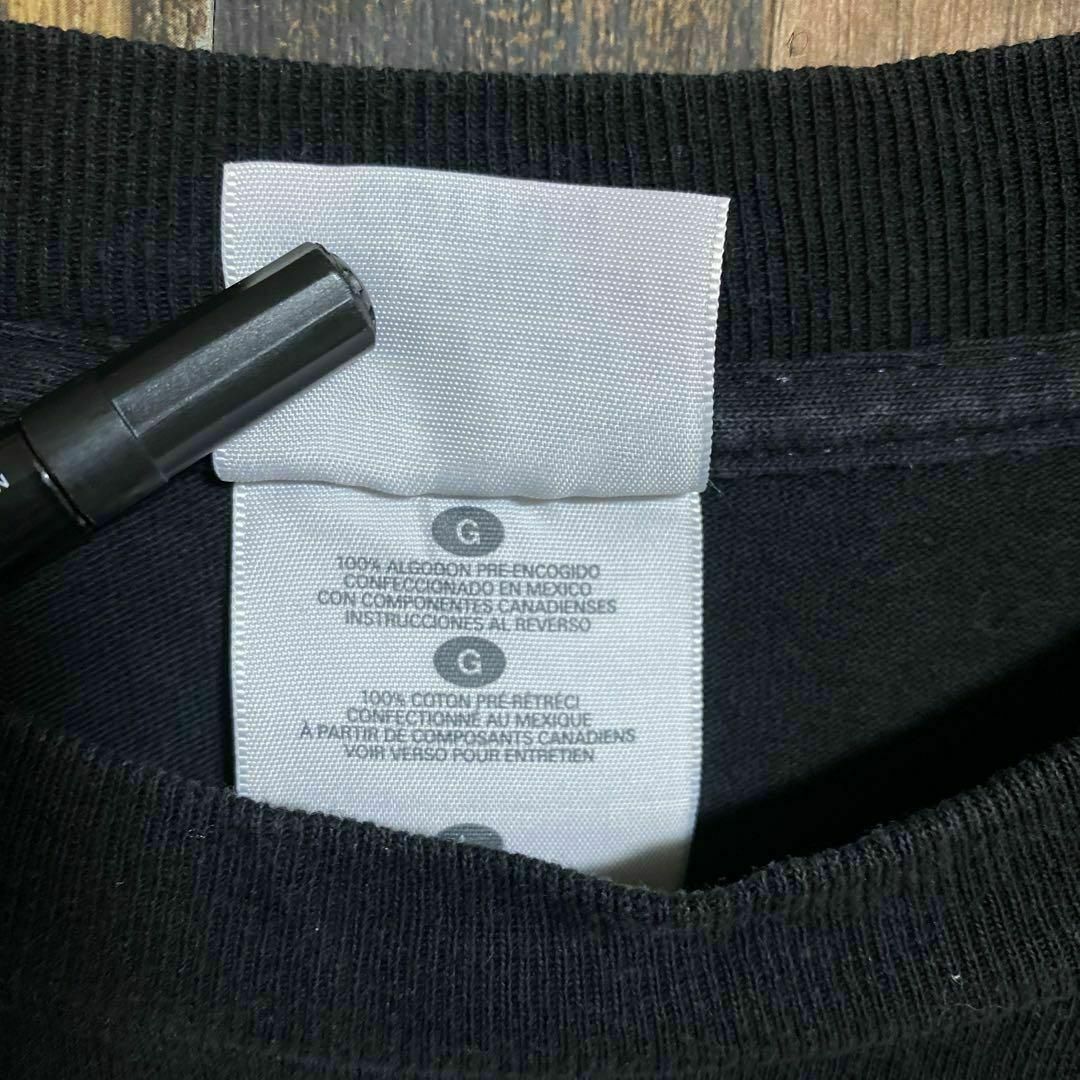 G
100% ALGODON PRE-ENCOGIDO
CONFECCIONADO EN MEXICO
CON COMPONENTES CANADIENSES
INSTRUCCIONES AL REVERSO
G
100% COTON PRÉ-RÉTRÉCI
CONFECTIONNÉ AU MEXIQUE
À PARTIR DE COMPOSANTS CANADIENS
VOIR VERSO POUR ENTRETIEN